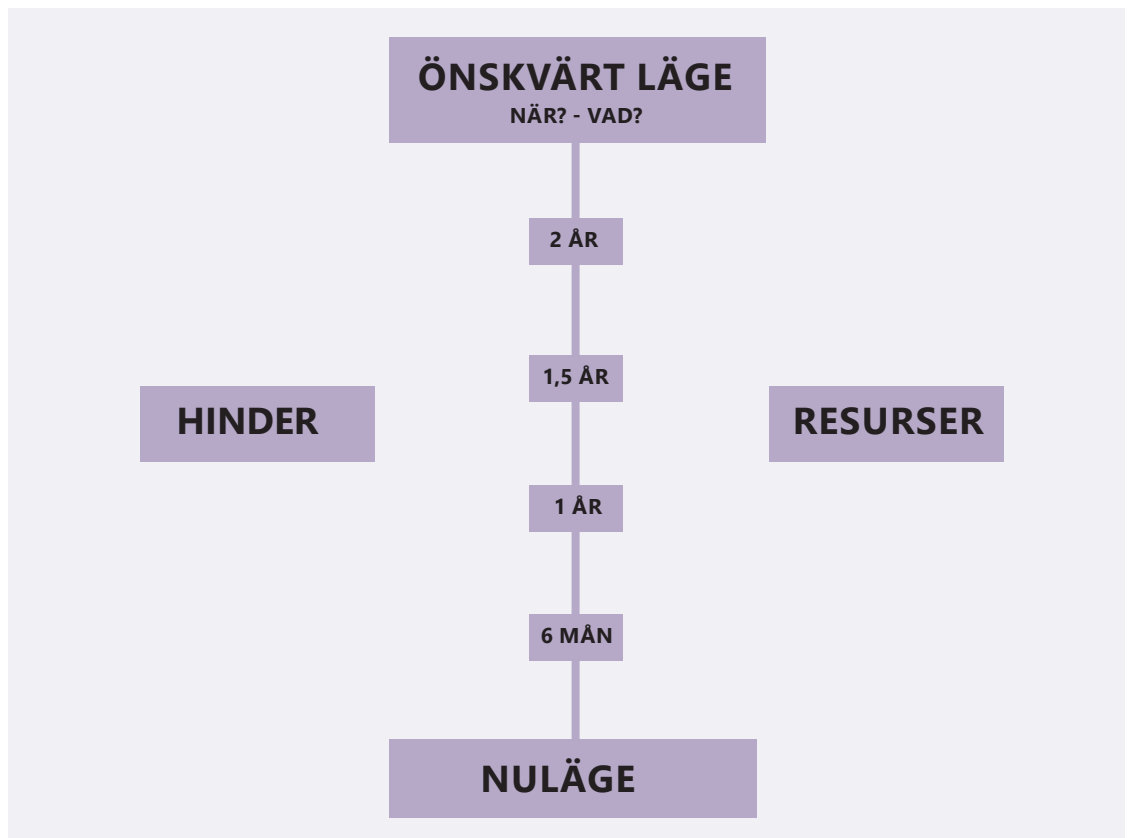 ÖNSKVÄRT LÄGE
NÄR? - VAD?
2 ÅR
1,5 ÅR
HINDER
RESURSER
1 ÅR
6 MÅN
NULÄGE